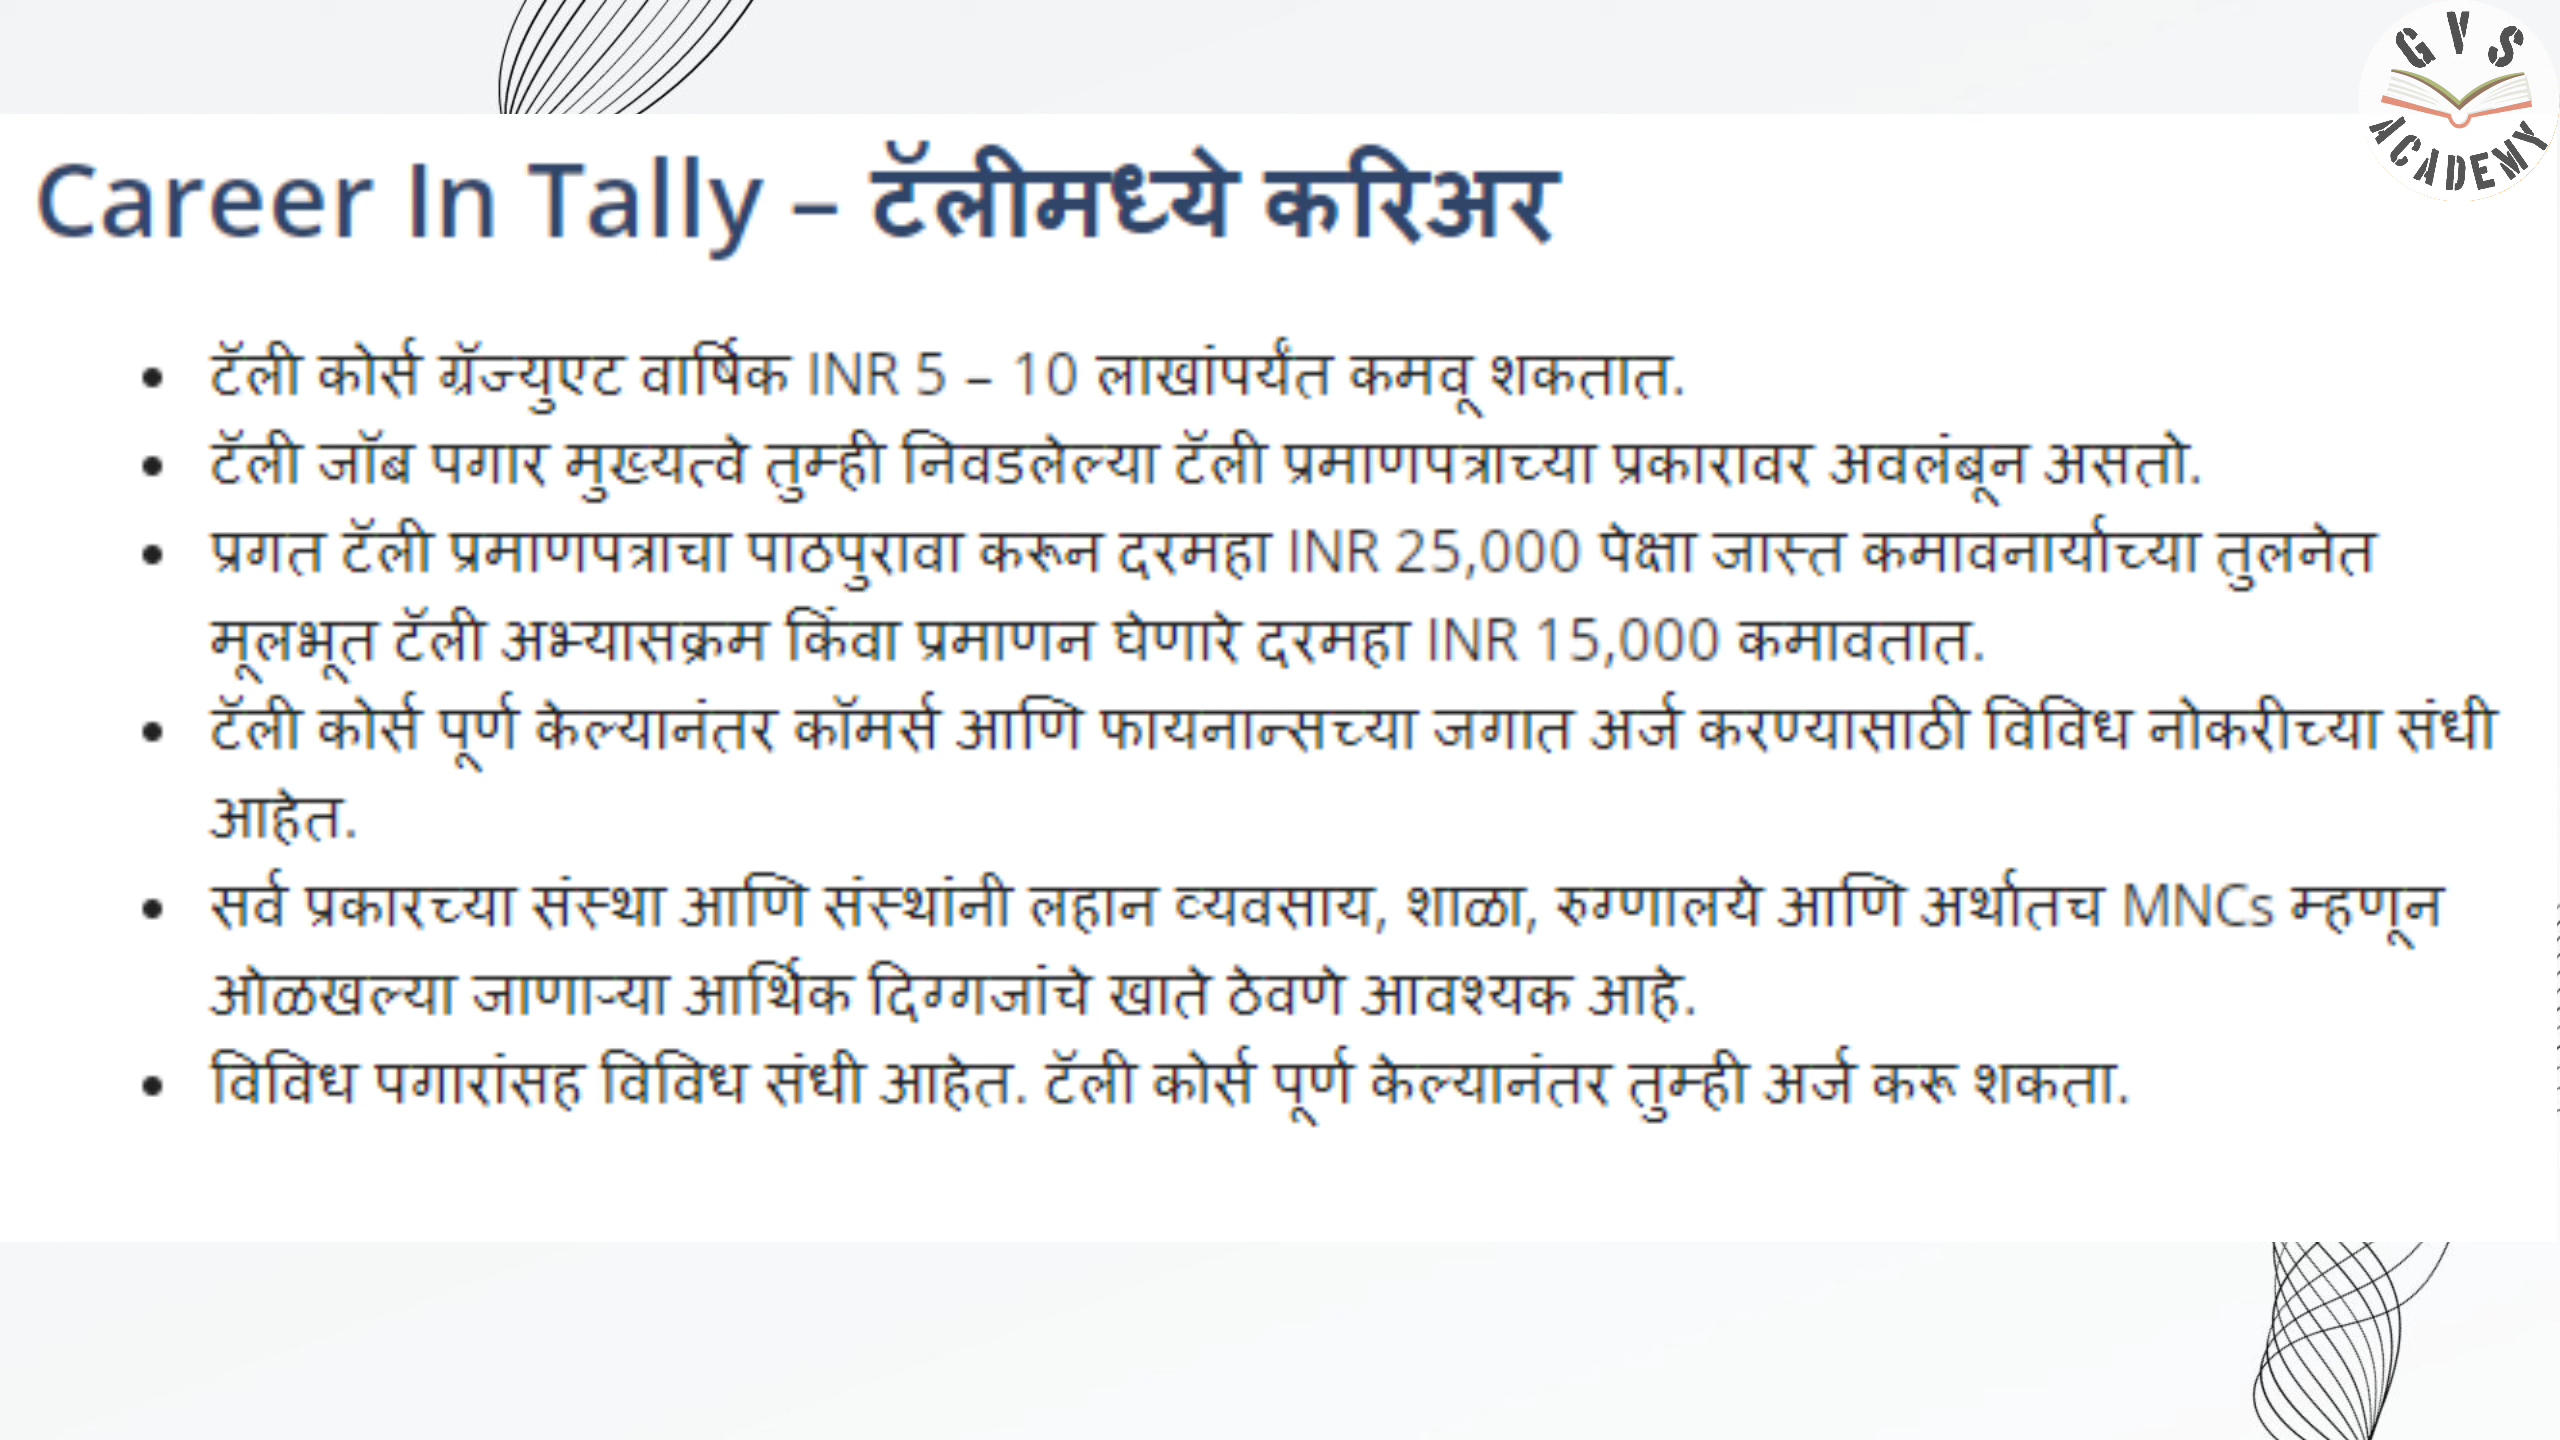 GVS
ACADEMY
Career In Tally – टॅलीमध्ये करिअर
• टॅली कोर्स ग्रॅज्युएट वार्षिक INR 5 – 10 लाखांपर्यंत कमवू शकतात.
• टॅली जॉब पगार मुख्यत्वे तुम्ही निवडलेल्या टॅली प्रमाणपत्राच्या प्रकारावर अवलंबून असतो.
• प्रगत टॅली प्रमाणपत्राचा पाठपुरावा करून दरमहा INR 25,000 पेक्षा जास्त कमावनार्याच्या तुलनेत
मूलभूत टॅली अभ्यासक्रम किंवा प्रमाणन घेणारे दरमहा INR 15,000 कमावतात.
• टॅली कोर्स पूर्ण केल्यानंतर कॉमर्स आणि फायनान्सच्या जगात अर्ज करण्यासाठी विविध नोकरीच्या संधी
आहेत.
• सर्व प्रकारच्या संस्था आणि संस्थांनी लहान व्यवसाय, शाळा, रुग्णालये आणि अर्थातच MNCs म्हणून
ओळखल्या जाणाऱ्या आर्थिक दिग्गजांचे खाते ठेवणे आवश्यक आहे.
• विविध पगारांसह विविध संधी आहेत. टॅली कोर्स पूर्ण केल्यानंतर तुम्ही अर्ज करू शकता.